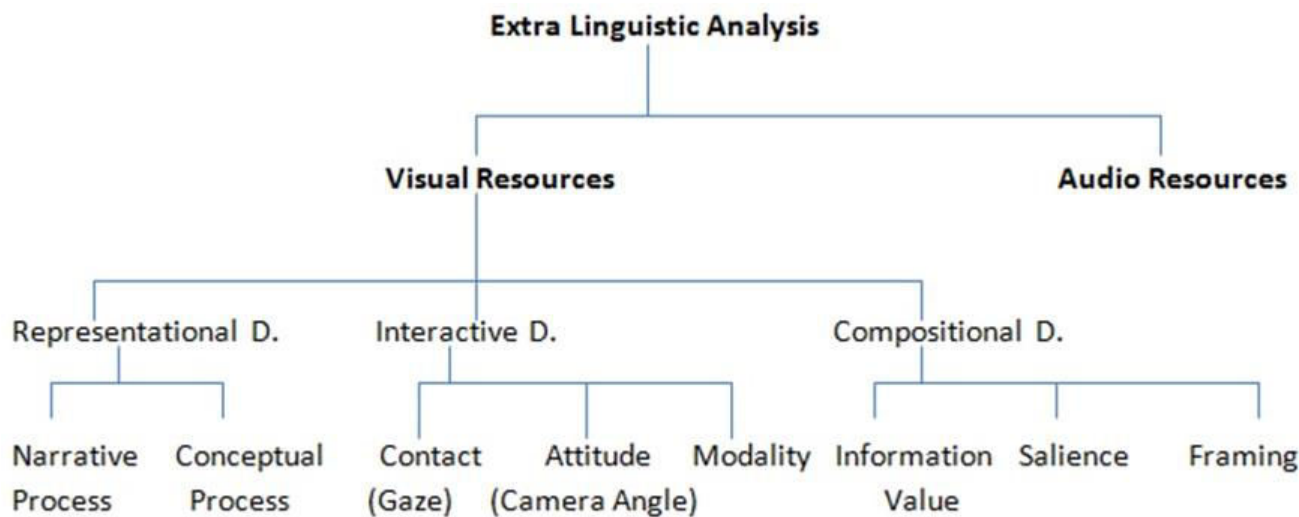 Extra Linguistic Analysis
Visual Resources
Audio Resources
Representational D.
Interactive D.
Compositional D.
Narrative Process
Conceptual Process
Contact (Gaze)
Attitude (Camera Angle)
Modality
Information Value
Salience
Framing